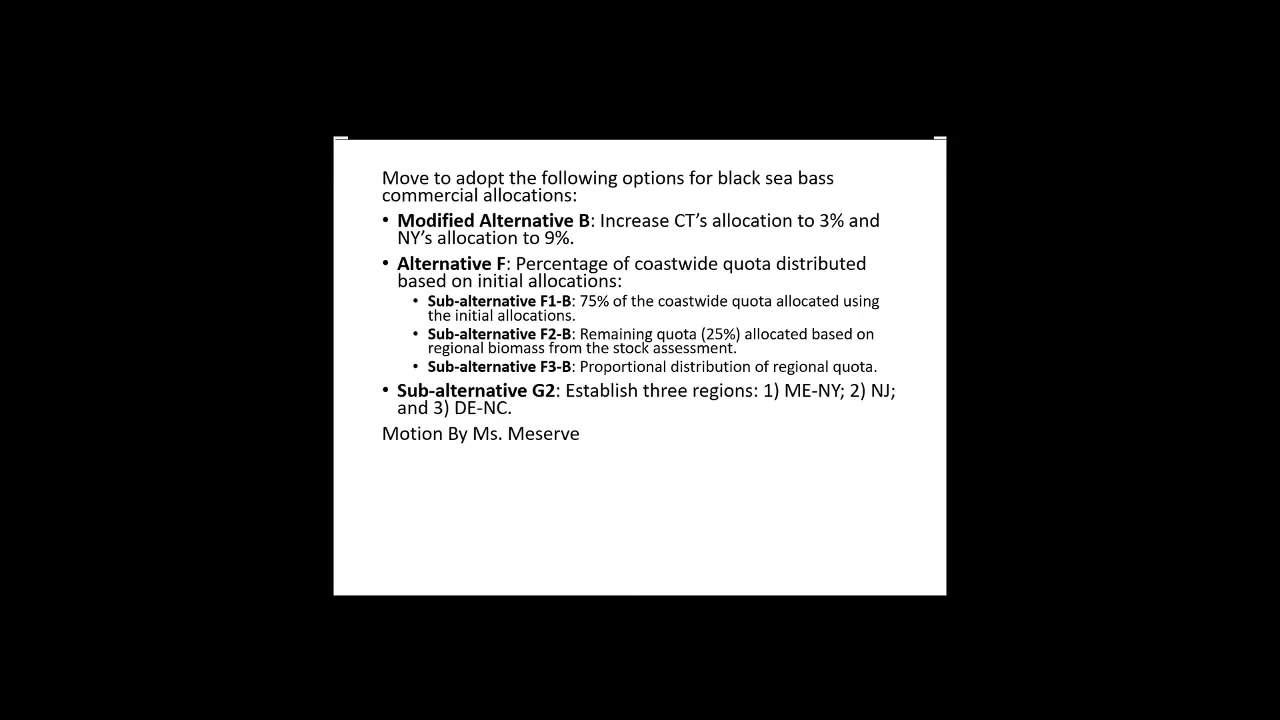 Move to adopt the following options for black sea bass
commercial allocations:
• Modified Alternative B: Increase CT’s allocation to 3% and
NY’s allocation to 9%.
• Alternative F: Percentage of coastwide quota distributed
based on initial allocations:
• Sub-alternative F1-B: 75% of the coastwide quota allocated using
the initial allocations.
• Sub-alternative F2-B: Remaining quota (25%) allocated based on
regional biomass from the stock assessment.
• Sub-alternative F3-B: Proportional distribution of regional quota.
• Sub-alternative G2: Establish three regions: 1) ME-NY; 2) NJ;
and 3) DE-NC.
Motion By Ms. Meserve